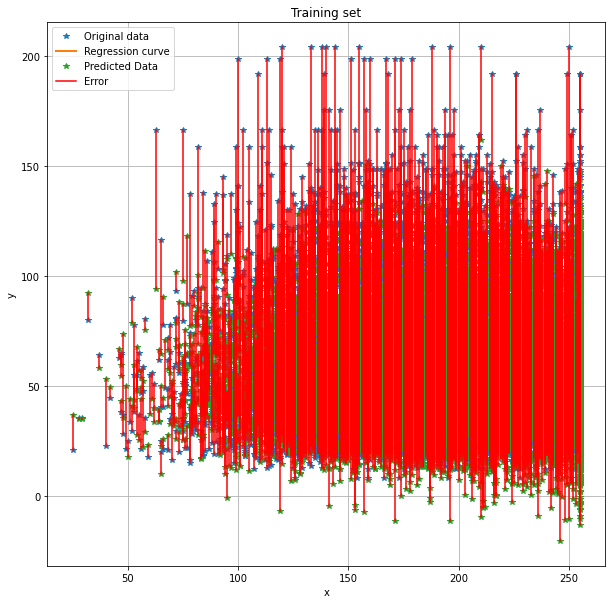 Training set
Original data
Regression curve
Predicted Data
Error
200
150
100
50
0
y
50
100
150
200
250
x